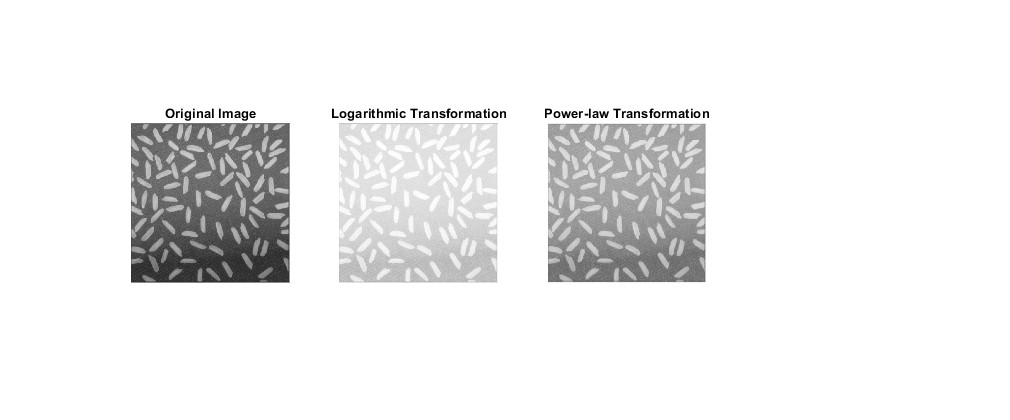 Original Image
Logarithmic Transformation
Power-law Transformation